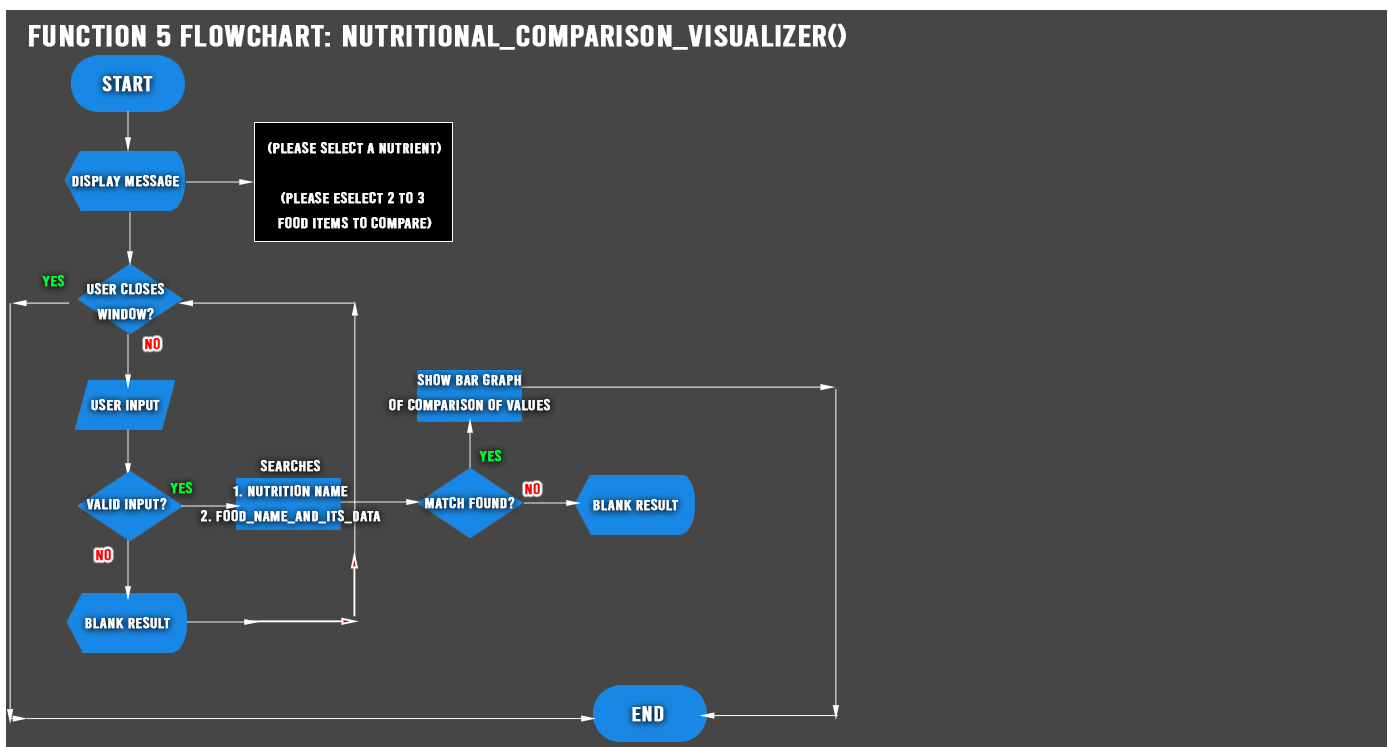 FUNCTION 5 FLOWCHART: NUTRITIONAL_COMPARISON_VISUALIZER()
START
(PLEASE SELECT A NUTRIENT)
DISPLAY MESSAGE
(PLEASE ESELECT 2 TO 3
FOOD ITEMS TO COMPARE)
YES
USER CLOSES
WINDOW?
NO
USER INPUT
SHOW BAR GRAPH
OF COMPARISON OF VALUES
YES
SEARCHES
1. NUTRITION NAME
2. FOOD_NAME_AND_ITS_DATA
YES
VALID INPUT?
MATCH FOUND?
NO
BLANK RESULT
NO
BLANK RESULT
END